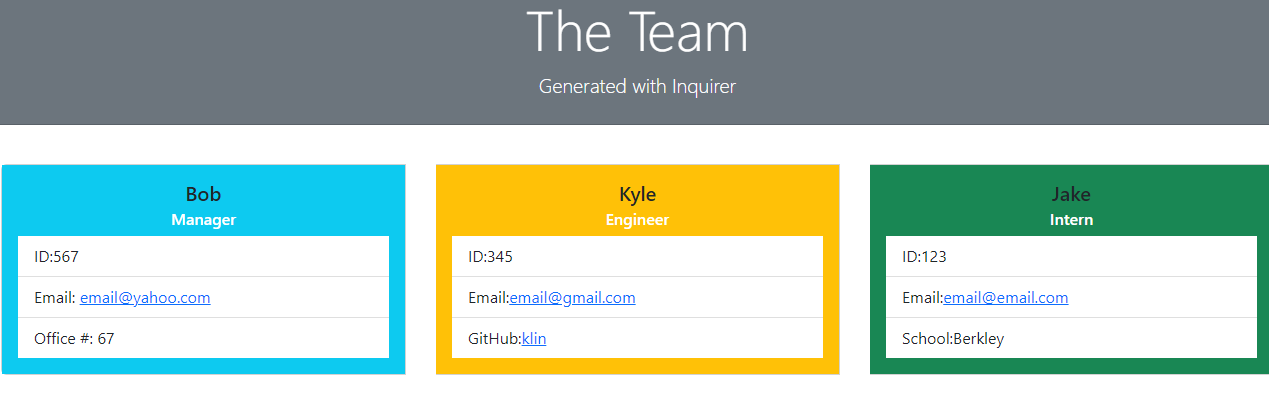 The Team
Generated with Inquirer
Bob
Manager
ID:567
Email: email@yahoo.com
Office #: 67
Kyle
Engineer
ID:345
Email:email@gmail.com
GitHub:klin
Jake
Intern
ID:123
Email:email@email.com
School:Berkley